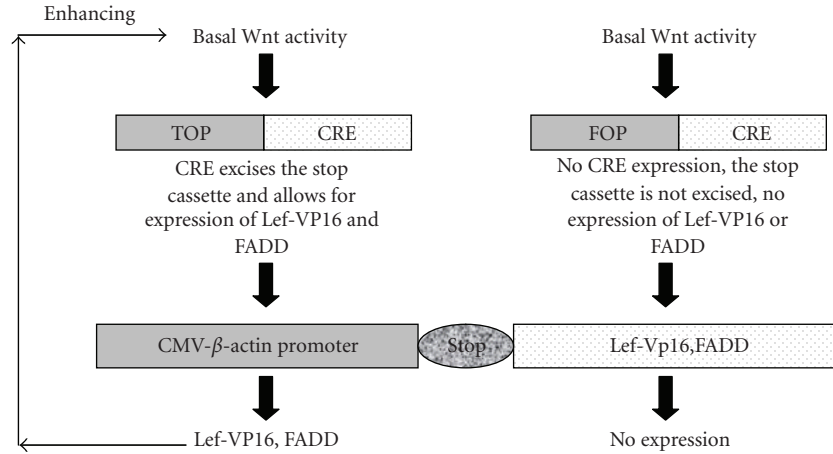 Enhancing
Basal Wnt activity
TOP
CRE
CRE excises the stop
cassette and allows for
expression of Lef-VP16 and
FADD
Basal Wnt activity
FOP
CRE
No CRE expression, the stop
cassette is not excised, no
expression of Lef-VP16 or
FADD
CMV-β-actin promoter
Stop
Lef-Vp16,FADD
Lef-VP16, FADD
No expression